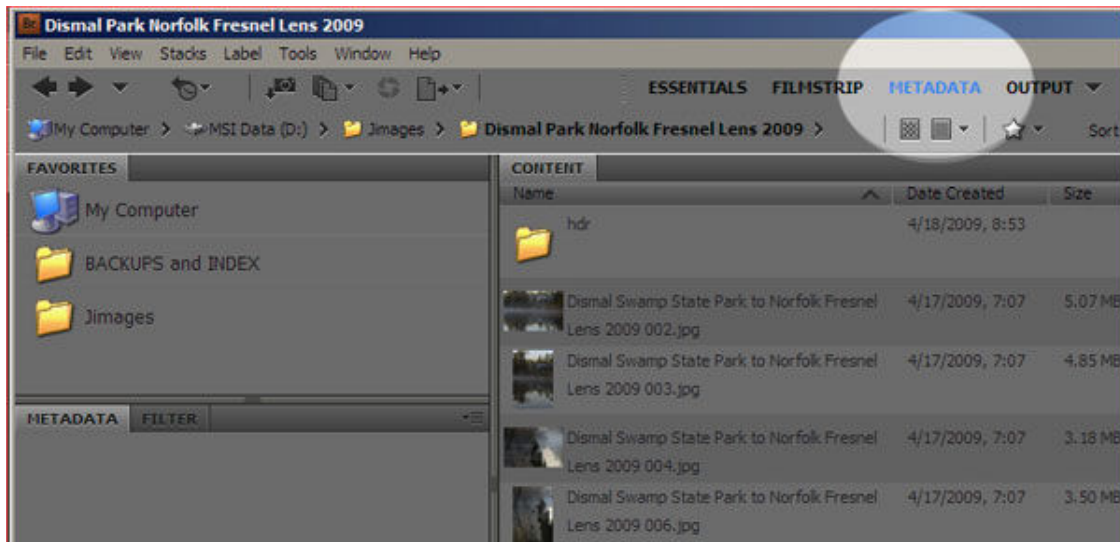 Br Dismal Park Norfolk Fresnel Lens 2009
File Edit View Stacks Label Tools Window Help
ESSENTIALS FILMSTRIP METADATA OUTPUT
My Computer > MSI Data (D:) > Jimages > Dismal Park Norfolk Fresnel Lens 2009 > Sort
FAVORITES
My Computer
BACKUPS and INDEX
Jimages
METADATA FILTER
CONTENT
Name Date Created Size
hdr 4/18/2009, 8:53
Dismal Swamp State Park to Norfolk Fresnel 4/17/2009, 7:07 5.07 MB
Lens 2009 002.jpg
Dismal Swamp State Park to Norfolk Fresnel 4/17/2009, 7:07 4.85 MB
Lens 2009 003.jpg
Dismal Swamp State Park to Norfolk Fresnel 4/17/2009, 7:07 3.18 MB
Lens 2009 004.jpg
Dismal Swamp State Park to Norfolk Fresnel 4/17/2009, 7:07 3.50 MB
Lens 2009 006.jpg